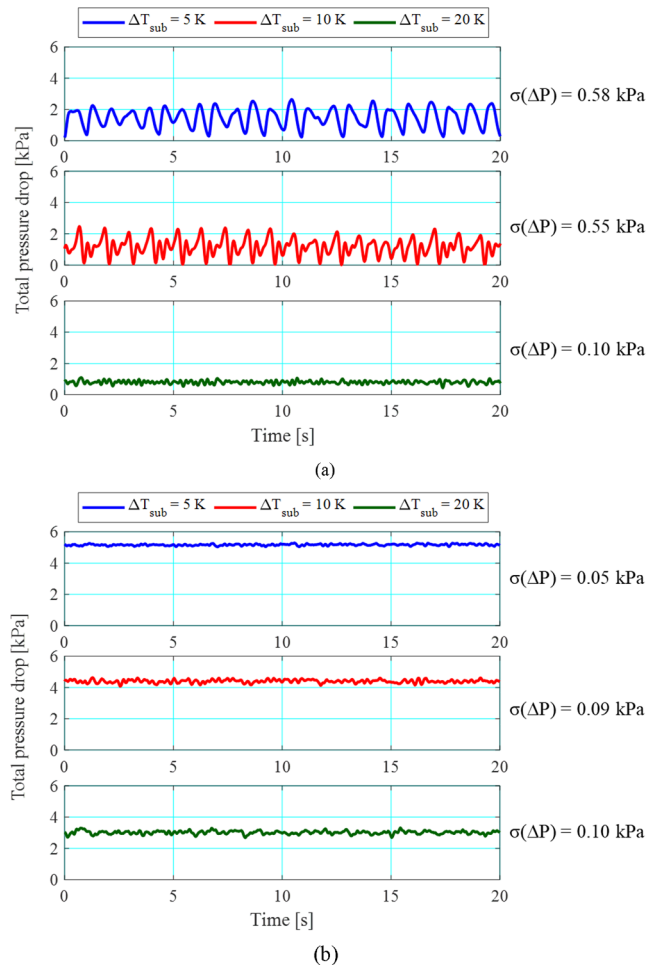 ΔTsub = 5 K ΔTsub = 10 K ΔTsub = 20 K
Total pressure drop [kPa]
6
4
2
0
0 5 10 15 20
σ(ΔP) = 0.58 kPa
6
4
2
0
0 5 10 15 20
σ(ΔP) = 0.55 kPa
6
4
2
0
0 5 10 15 20
σ(ΔP) = 0.10 kPa
Time [s]
(a)
ΔTsub = 5 K ΔTsub = 10 K ΔTsub = 20 K
Total pressure drop [kPa]
6
4
2
0
0 5 10 15 20
σ(ΔP) = 0.05 kPa
6
4
2
0
0 5 10 15 20
σ(ΔP) = 0.09 kPa
6
4
2
0
0 5 10 15 20
σ(ΔP) = 0.10 kPa
Time [s]
(b)